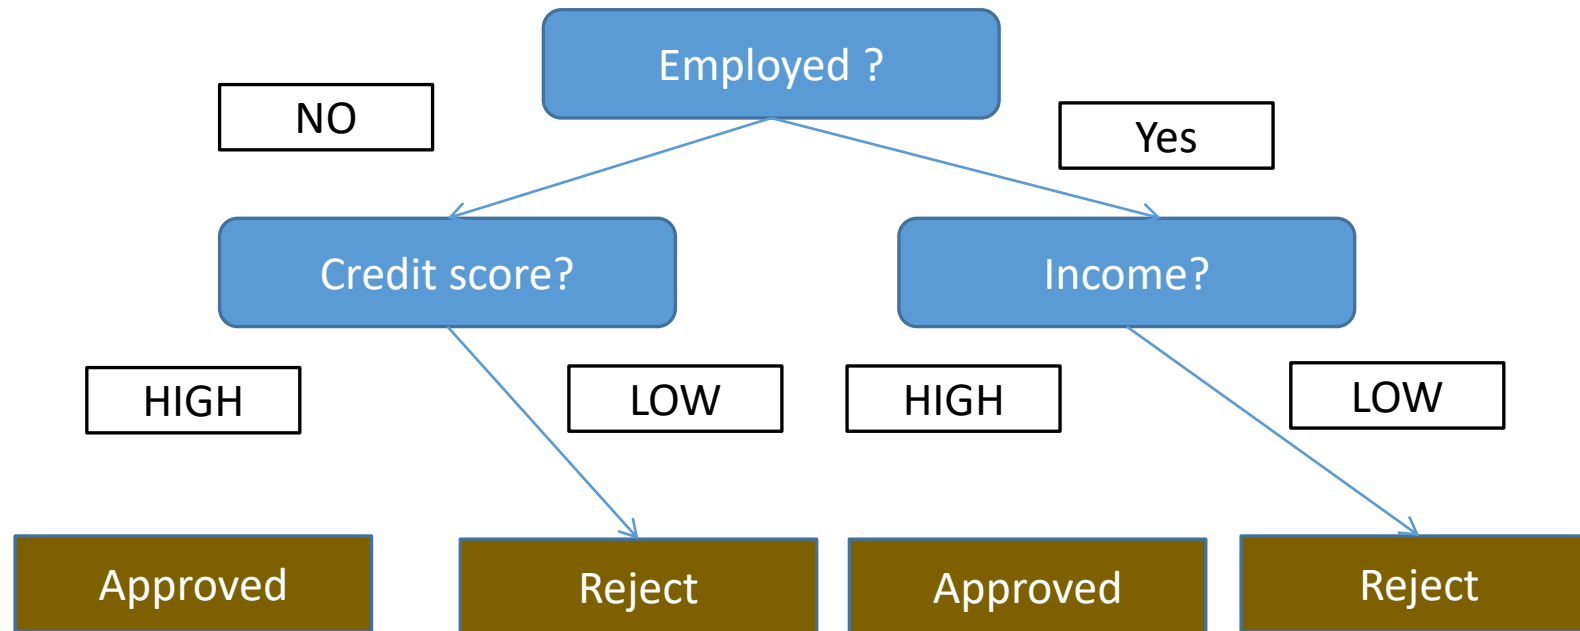 Employed ?
NO
Yes
Credit score?
Income?
HIGH
LOW
HIGH
LOW
Approved
Reject
Approved
Reject